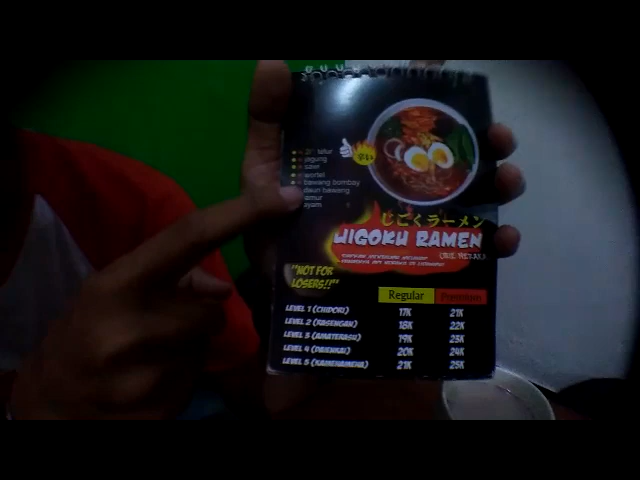 telur
jagung
sawi
wortel
bawang bombay
daun bawang
jamur
ayam
じごくラーメン
JIGOKU RAMEN
"NOT FOR
LOSERS!!"
Regular Premium
LEVEL 1 (CHIDORI) 17K 21K
LEVEL 2 (RASENGAN) 18K 22K
LEVEL 3 (AMATERASU) 19K 23K
LEVEL 4 20K 24K
LEVEL 5 (KAMEHAMEHA) 21K 25K